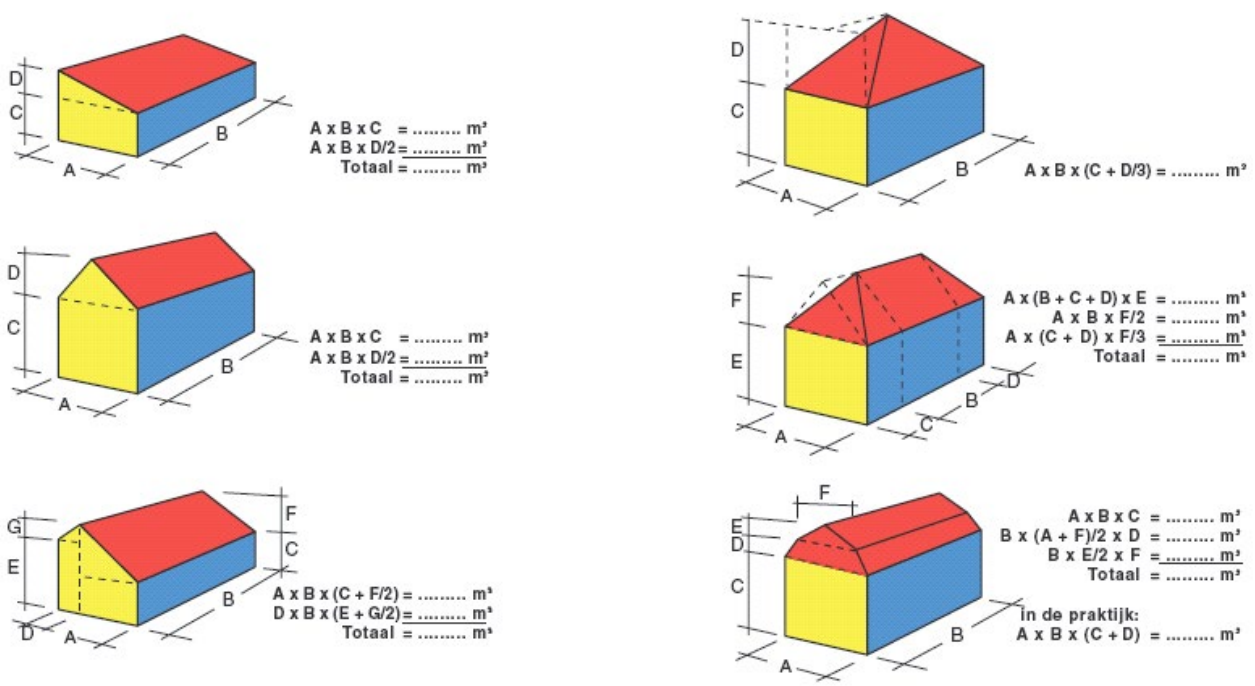 D
C
A
B
A x B x C = ......... m³
A x B x D/2 = ......... m³
Totaal = ......... m³
D
C
A
B
A x B x (C + D/3) = ......... m³
D
C
A
B
A x B x C = ......... m³
A x B x D/2 = ......... m³
Totaal = ......... m³
F
E
A
C
B
D
A x (B + C + D) x E = ......... m³
A x B x F/2 = ......... m³
A x (C + D) x F/3 = ......... m³
Totaal = ......... m³
G
E
D
A
B
F
C
A x B x (C + F/2) = ......... m³
D x B x (E + G/2) = ......... m³
Totaal = ......... m³
F
E
D
C
A
B
A x B x C = ......... m³
B x (A + F)/2 x D = ......... m³
B x E/2 x F = ......... m³
Totaal = ......... m³
in de praktijk:
A x B x (C + D) = ......... m³